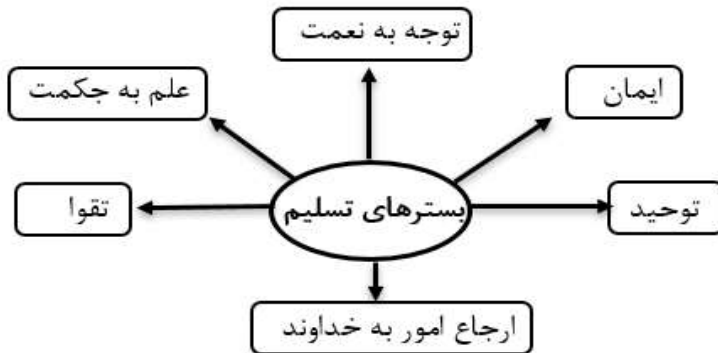 توجه به نعمت
ایمان
علم به جکمت
بسترهای تسلیم
توحید
تقوا
ارجاع امور به خداوند